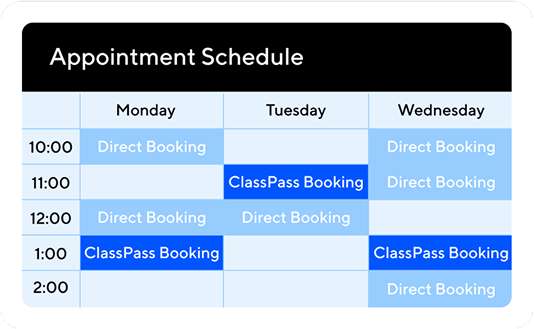 Appointment Schedule
Monday Tuesday Wednesday
10:00 Direct Booking Direct Booking
11:00 ClassPass Booking Direct Booking
12:00 Direct Booking Direct Booking
1:00 ClassPass Booking ClassPass Booking
2:00 Direct Booking